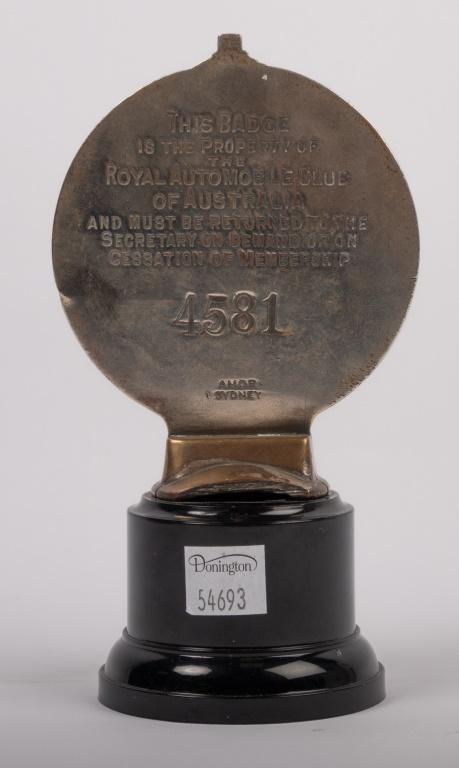 THIS BADGE
IS THE PROPERTY OF
THE
ROYAL AUTOMOBILE CLUB
OF AUSTRALIA
AND MUST BE RETURNED TO THE
SECRETARY ON DEMAND OR ON
CESSATION OF MEMBERSHIP
4581
AMOR
SYDNEY
Donington
54693